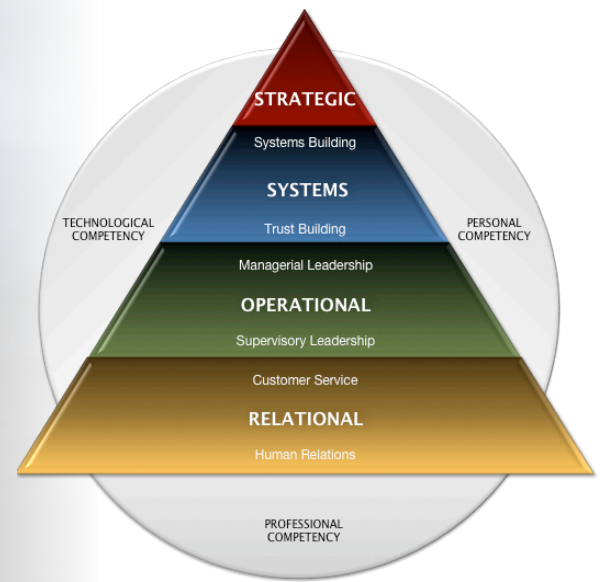 STRATEGIC
Systems Building
SYSTEMS
TECHNOLOGICAL
COMPETENCY
PERSONAL
COMPETENCY
Trust Building
Managerial Leadership
OPERATIONAL
Supervisory Leadership
Customer Service
RELATIONAL
Human Relations
PROFESSIONAL
COMPETENCY